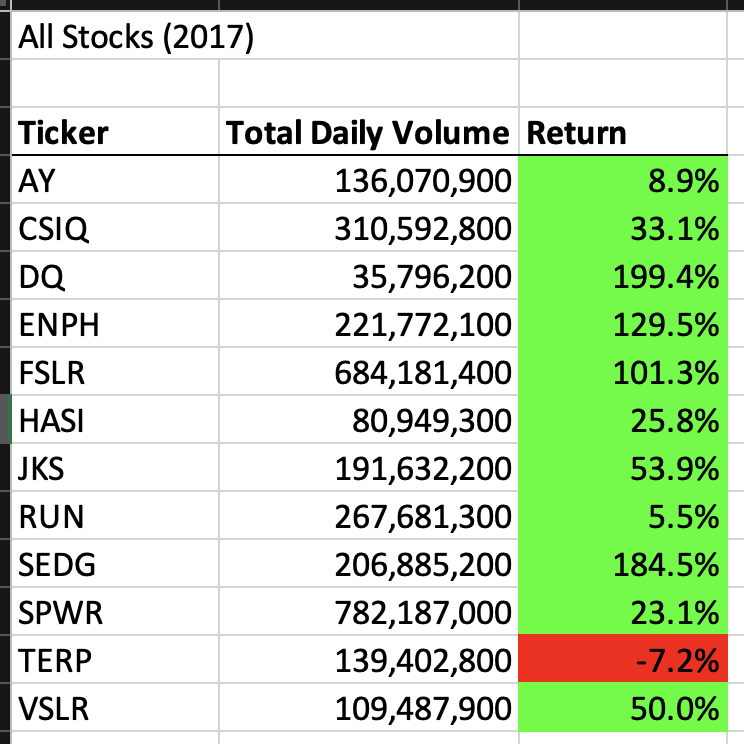 All Stocks (2017)
Ticker Total Daily Volume Return
AY 136,070,900 8.9%
CSIQ 310,592,800 33.1%
DQ 35,796,200 199.4%
ENPH 221,772,100 129.5%
FSLR 684,181,400 101.3%
HASI 80,949,300 25.8%
JKS 191,632,200 53.9%
RUN 267,681,300 5.5%
SEDG 206,885,200 184.5%
SPWR 782,187,000 23.1%
TERP 139,402,800 -7.2%
VSLR 109,487,900 50.0%